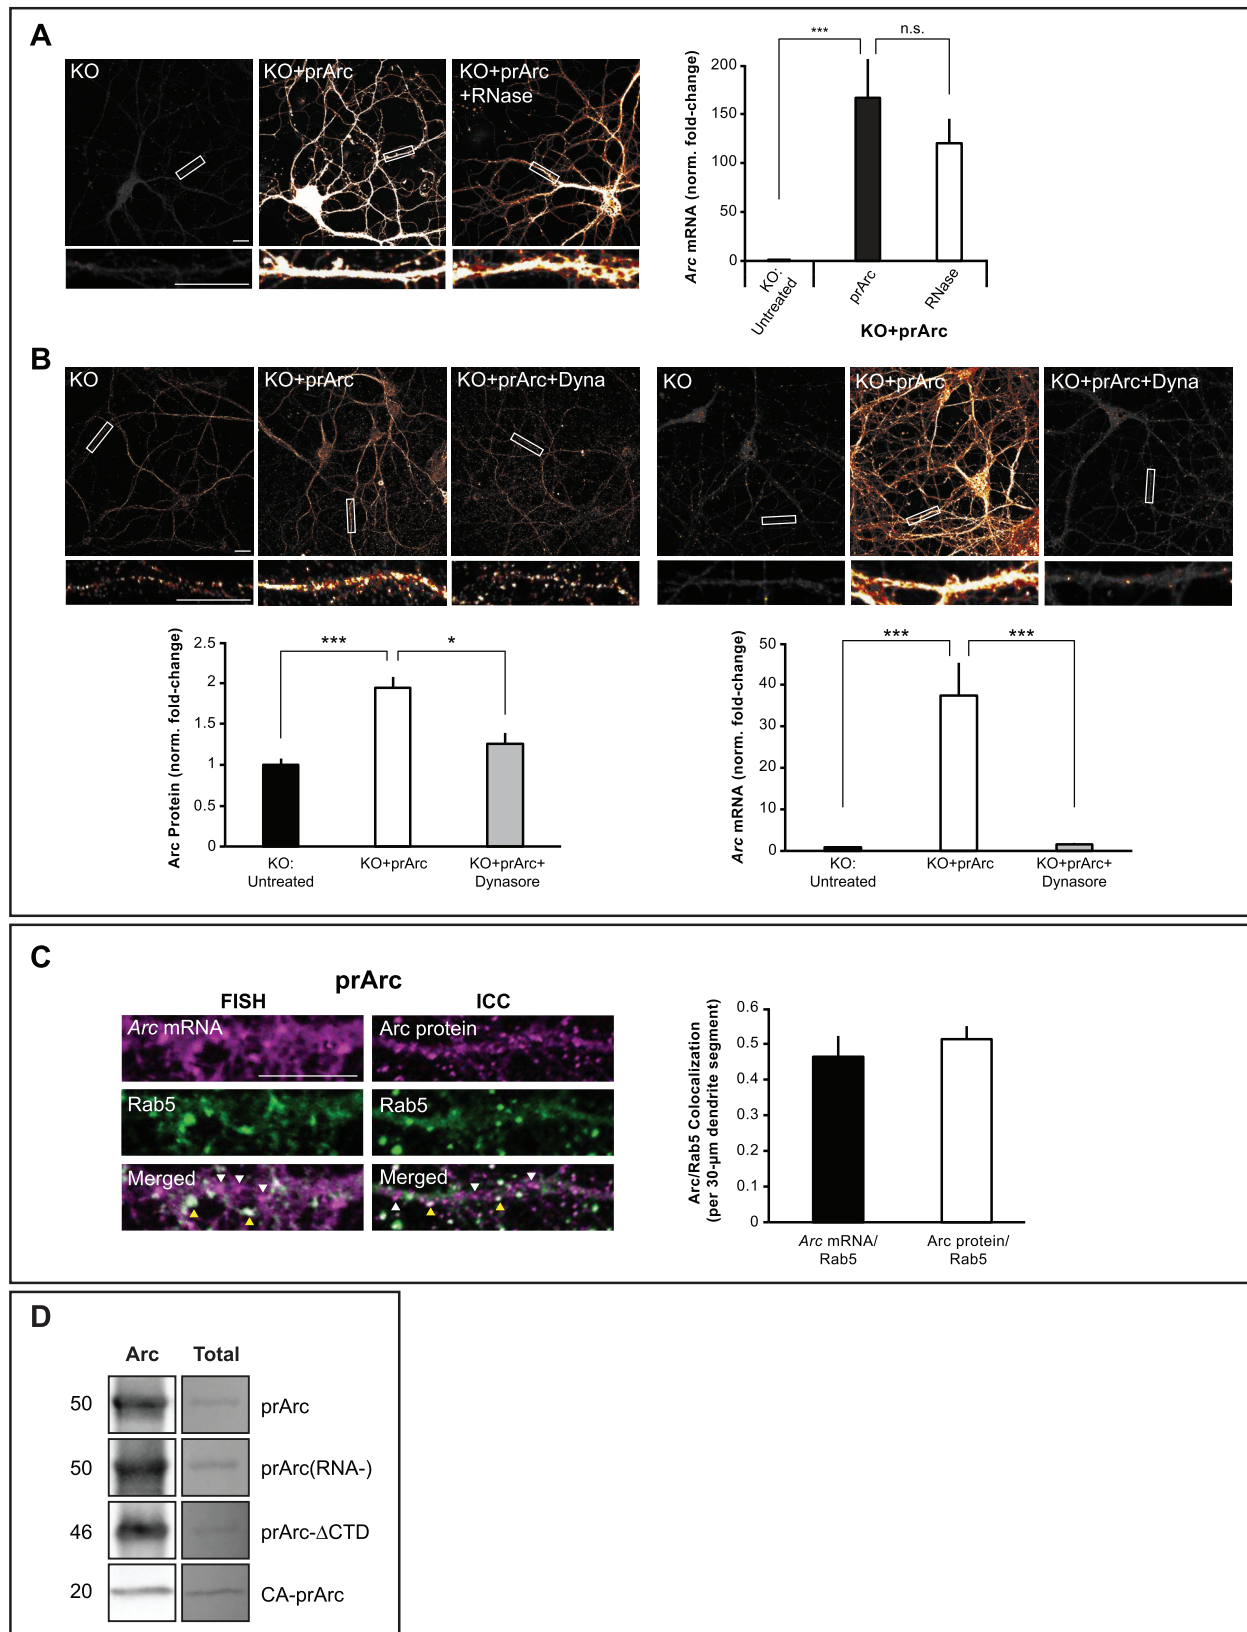 A
KO
KO+prArc
KO+prArc
+RNase
***
n.s.
Arc mRNA (norm. fold-change)
200
150
100
50
0
KO:
Untreated
prArc
RNase
KO+prArc
B
KO
KO+prArc
KO+prArc+Dyna
KO
KO+prArc
KO+prArc+Dyna
Arc Protein (norm. fold-change)
2.5
2
1.5
1
0.5
0
***
*
KO:
Untreated
KO+prArc
KO+prArc+
Dynasore
Arc mRNA (norm. fold-change)
50
40
30
20
10
0
***
***
KO:
Untreated
KO+prArc
KO+prArc+
Dynasore
C
prArc
FISH
ICC
Arc mRNA
Arc protein
Rab5
Rab5
Merged
Merged
Arc/Rab5 Colocalization
(per 30-µm dendrite segment)
0.6
0.5
0.4
0.3
0.2
0.1
0
Arc mRNA/
Rab5
Arc protein/
Rab5
D
Arc
Total
50
prArc
50
prArc(RNA-)
46
prArc-ΔCTD
20
CA-prArc